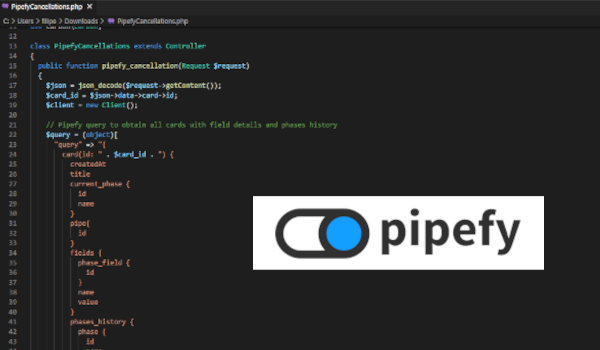 PipefyCancellations.php
C: > Users > filipe > Downloads > PipefyCancellations.php
11 use Carbon\Carbon;
12
13 class PipefyCancellations extends Controller
14 {
15 public function pipefy_cancellation(Request $request)
16 {
17 $json = json_decode($request->getContent());
18 $card_id = $json->data->card->id;
19 $client = new Client();
20
21 // Pipefy query to obtain all cards with field details and phases history
22 $query = (object)[
23 "query" => "{
24 card(id: " . $card_id . ") {
25 createdAt
26 title
27 current_phase {
28 id
29 name
30 }
31 pipe{
32 id
33 }
34 fields {
35 phase_field {
36 id
37 }
38 name
39 value
40 }
41 phases_history {
42 phase {
43 id
pipefy